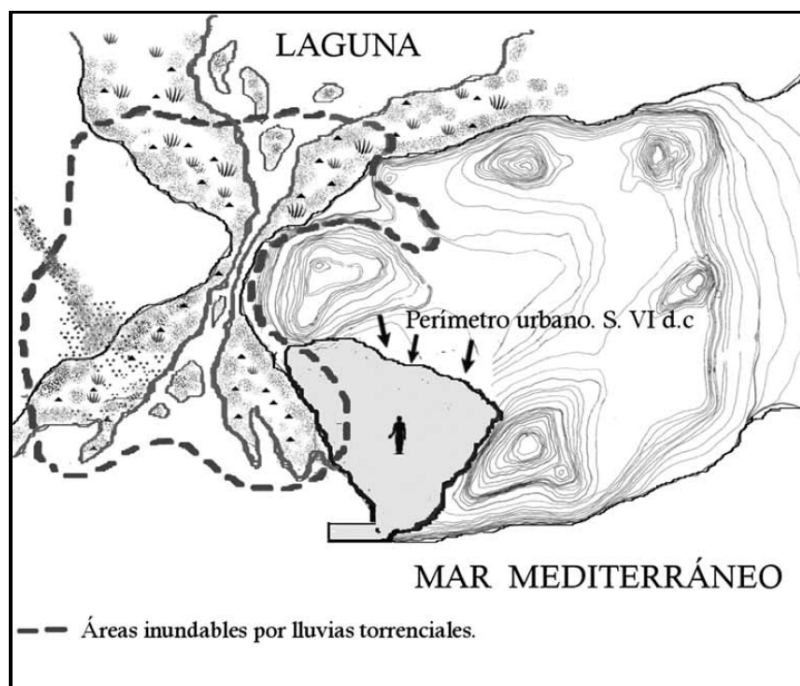 LAGUNA
Perímetro urbano. S. VI d.c
MAR MEDITERRÁNEO
Áreas inundables por lluvias torrenciales.